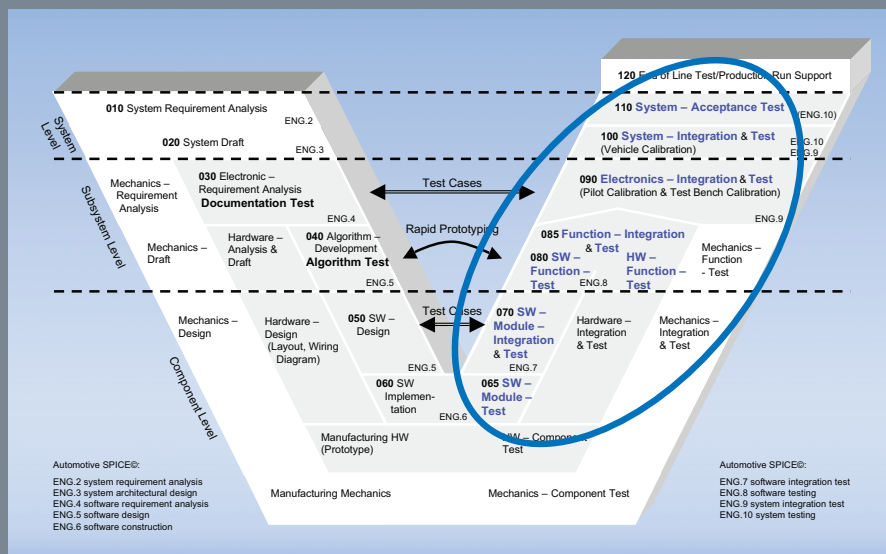 120 End of Line Test/Production Run Support
010 System Requirement Analysis
ENG.2
110 System – Acceptance Test
(ENG.10)
System
Level
020 System Draft
ENG.3
100 System – Integration & Test
(Vehicle Calibration)
ENG.10
ENG.9
Subsystem Level
Mechanics –
Requirement
Analysis
030 Electronic –
Requirement Analysis
Documentation Test
ENG.4
Test Cases
090 Electronics – Integration & Test
(Pilot Calibration & Test Bench Calibration)
ENG.9
Rapid Prototyping
Mechanics –
Draft
Hardware –
Analysis &
Draft
040 Algorithm –
Development
Algorithm Test
ENG.5
085 Function – Integration
& Test
080 SW –
Function –
Test
ENG.8
HW –
Function –
Test
Mechanics –
Function
- Test
Component Level
Mechanics –
Design
Hardware –
Design
(Layout, Wiring
Diagram)
050 SW –
Design
ENG.5
Test Cases
070 SW –
Module –
Integration
& Test
ENG.7
Hardware –
Integration
& Test
Mechanics –
Integration
& Test
060 SW
Implemen-
tation
ENG.6
065 SW –
Module –
Test
Manufacturing HW
(Prototype)
HW – Component
Test
Manufacturing Mechanics
Mechanics – Component Test
Automotive SPICE©:
ENG.2 system requirement analysis
ENG.3 system architectural design
ENG.4 software requirement analysis
ENG.5 software design
ENG.6 software construction
Automotive SPICE©:
ENG.7 software integration test
ENG.8 software testing
ENG.9 system integration test
ENG.10 system testing